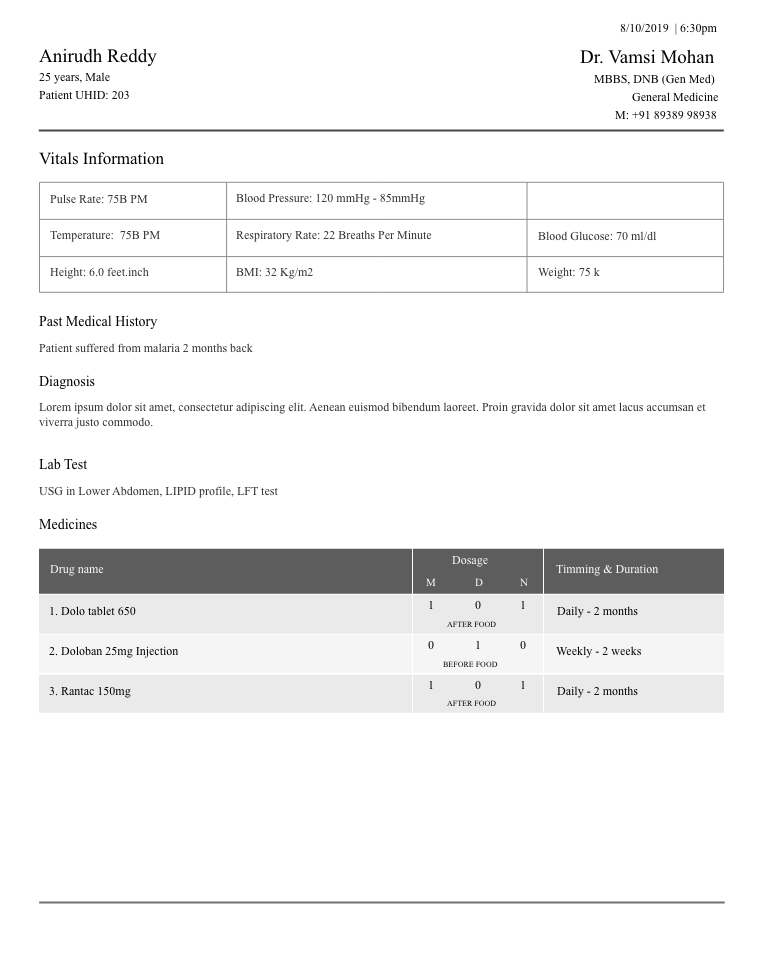 8/10/2019 | 6:30pm
Anirudh Reddy
Dr. Vamsi Mohan
25 years, Male
MBBS, DNB (Gen Med)
Patient UHID: 203
General Medicine
M: +91 89389 98938
Vitals Information
Pulse Rate: 75B PM
Blood Pressure: 120 mmHg - 85mmHg
Temperature: 75B PM
Respiratory Rate: 22 Breaths Per Minute
Blood Glucose: 70 ml/dl
Height: 6.0 feet.inch
BMI: 32 Kg/m2
Weight: 75 k
Past Medical History
Patient suffered from malaria 2 months back
Diagnosis
Lorem ipsum dolor sit amet, consectetur adipiscing elit. Aenean euismod bibendum laoreet. Proin gravida dolor sit amet lacus accumsan et
viverra justo commodo.
Lab Test
USG in Lower Abdomen, LIPID profile, LFT test
Medicines
Drug name
Dosage
M D N
Timming & Duration
1. Dolo tablet 650
1 0 1
AFTER FOOD
Daily - 2 months
2. Doloban 25mg Injection
0 1 0
BEFORE FOOD
Weekly - 2 weeks
3. Rantac 150mg
1 0 1
AFTER FOOD
Daily - 2 months